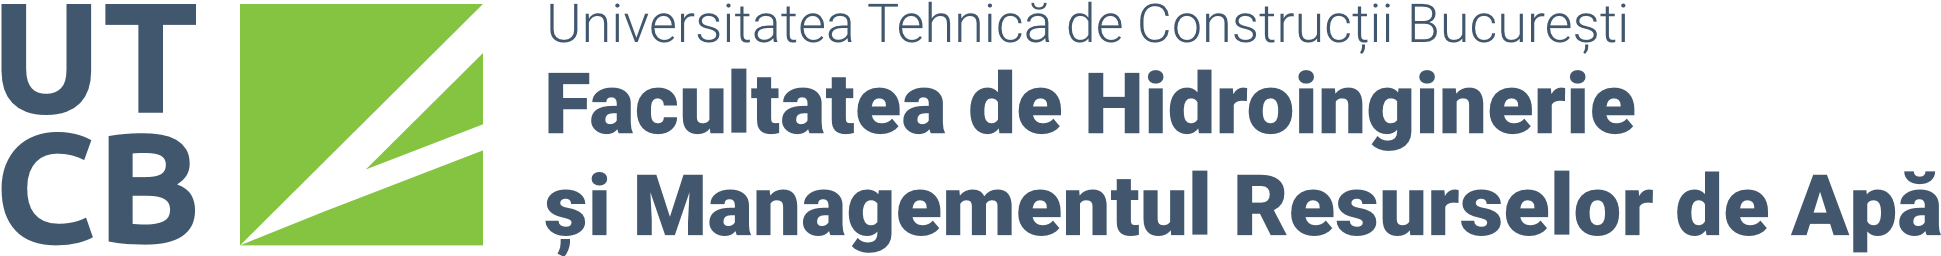 UT
CB
Universitatea Tehnică de Construcții București
Facultatea de Hidroinginerie
și Managementul Resurselor de Apă